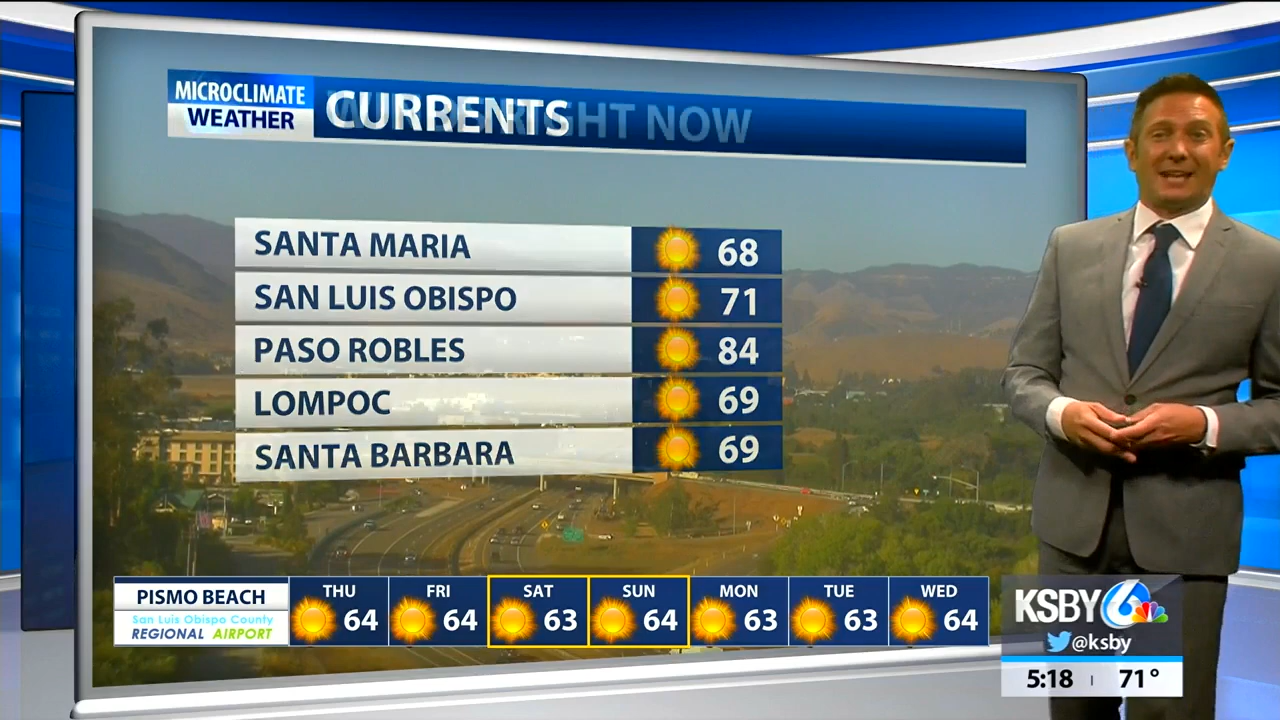 MICROCLIMATE
WEATHER
CURRENTS
RIGHT NOW
SANTA MARIA 68
SAN LUIS OBISPO 71
PASO ROBLES 84
LOMPOC 69
SANTA BARBARA 69
PISMO BEACH
San Luis Obispo County
REGIONAL AIRPORT
THU 64
FRI 64
SAT 63
SUN 64
MON 63
TUE 63
WED 64
KSBY 6
@ksby
5:18 71°